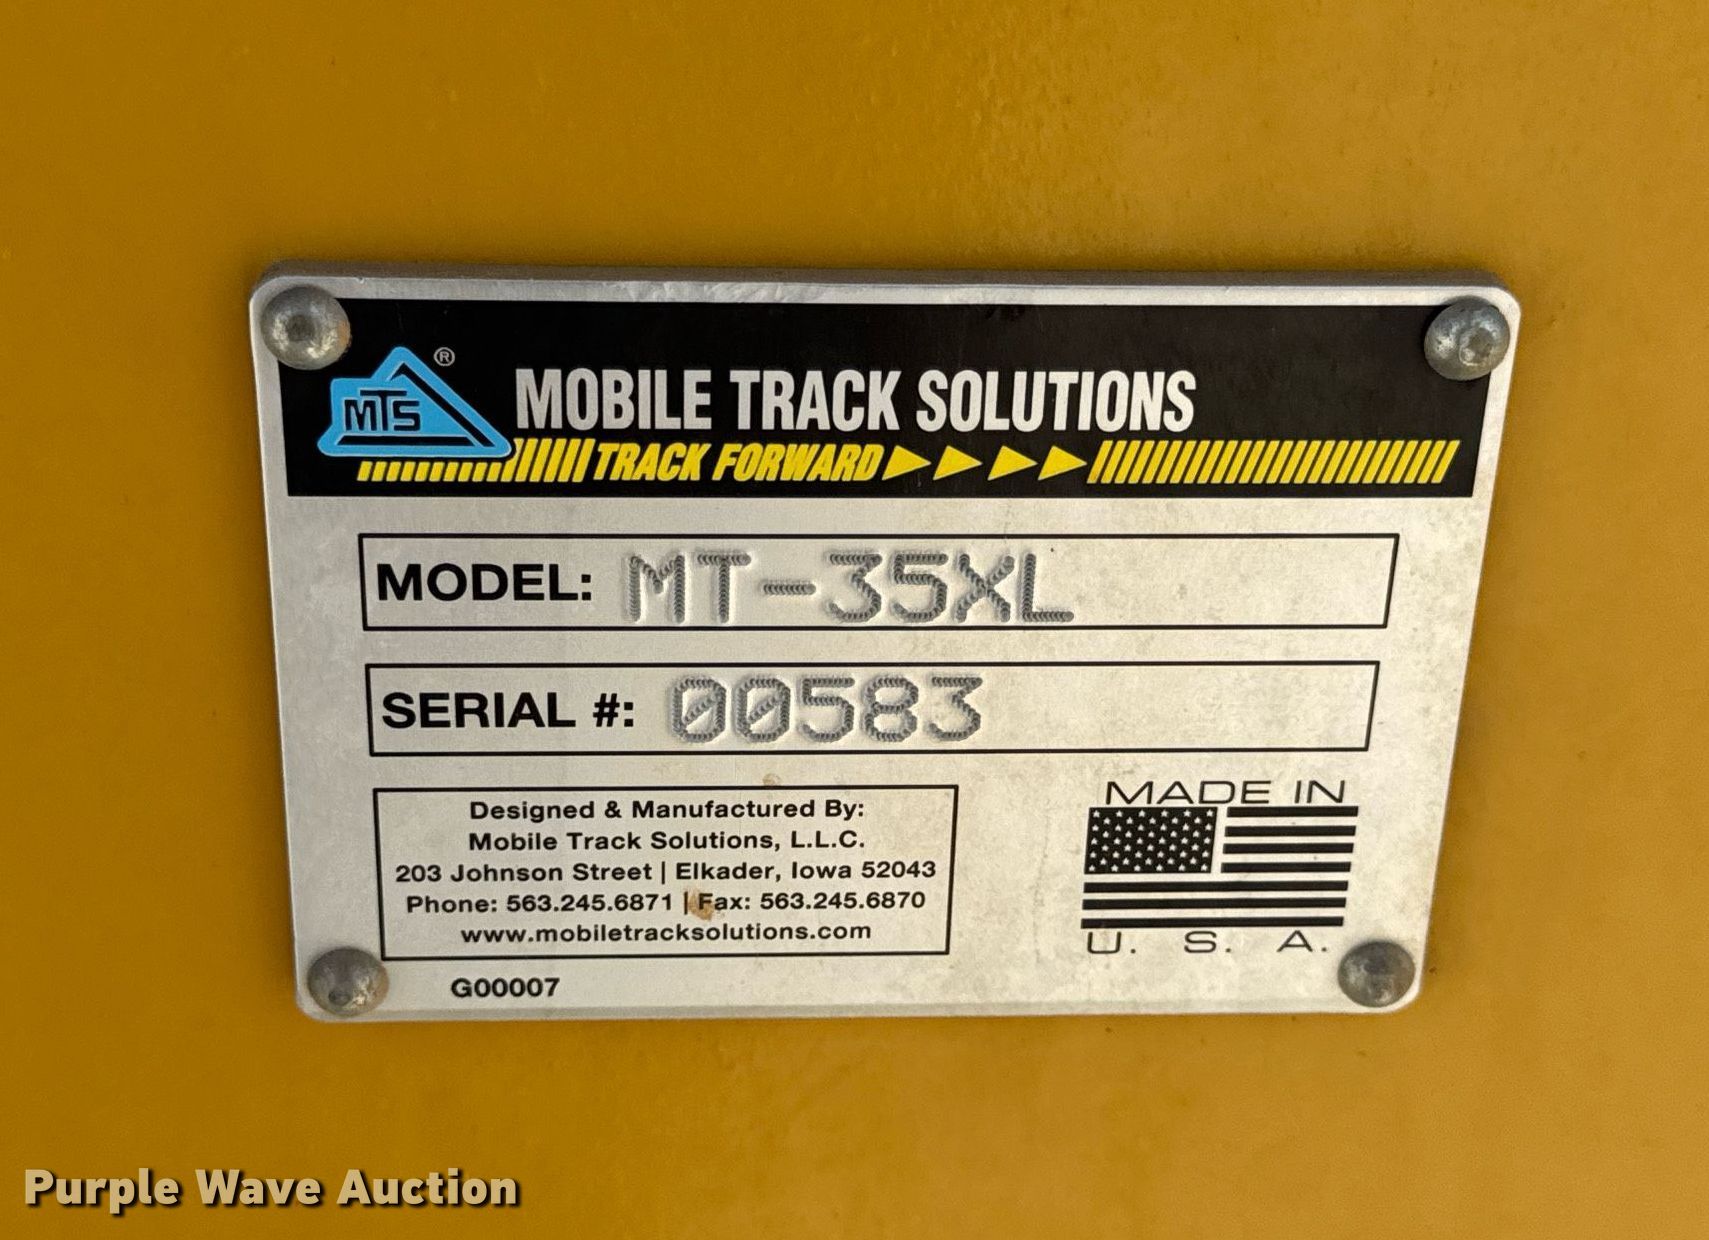 MTS ®
MOBILE TRACK SOLUTIONS
TRACK FORWARD
MODEL: MT-35XL
SERIAL #: 00583
Designed & Manufactured By:
Mobile Track Solutions, L.L.C.
203 Johnson Street | Elkader, Iowa 52043
Phone: 563.245.6871 | Fax: 563.245.6870
www.mobiletracksolutions.com
G00007
MADE IN
U. S. A.
Purple Wave Auction